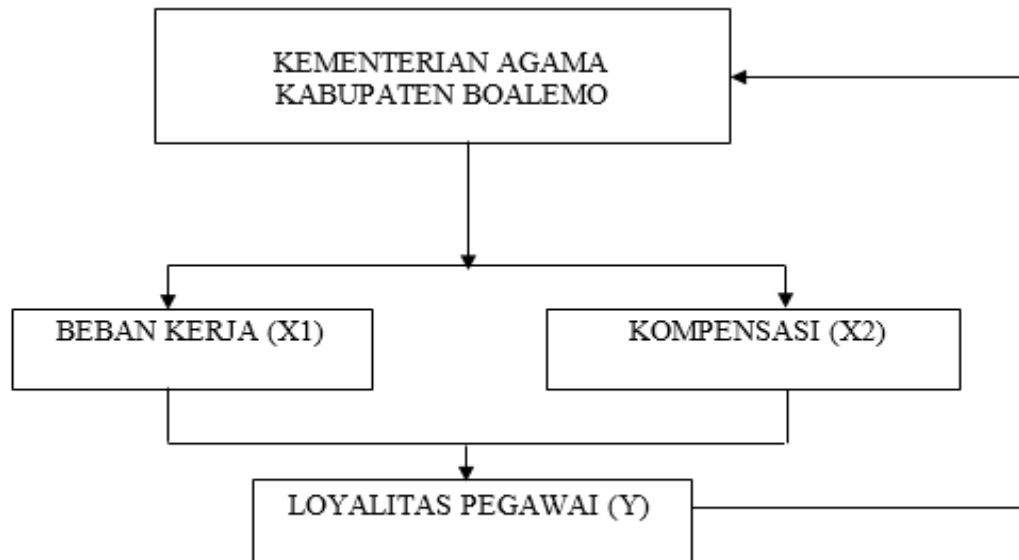 KEMENTERIAN AGAMA
KABUPATEN BOALEMO
BEBAN KERJA (X1)
KOMPENSASI (X2)
LOYALITAS PEGAWAI (Y)